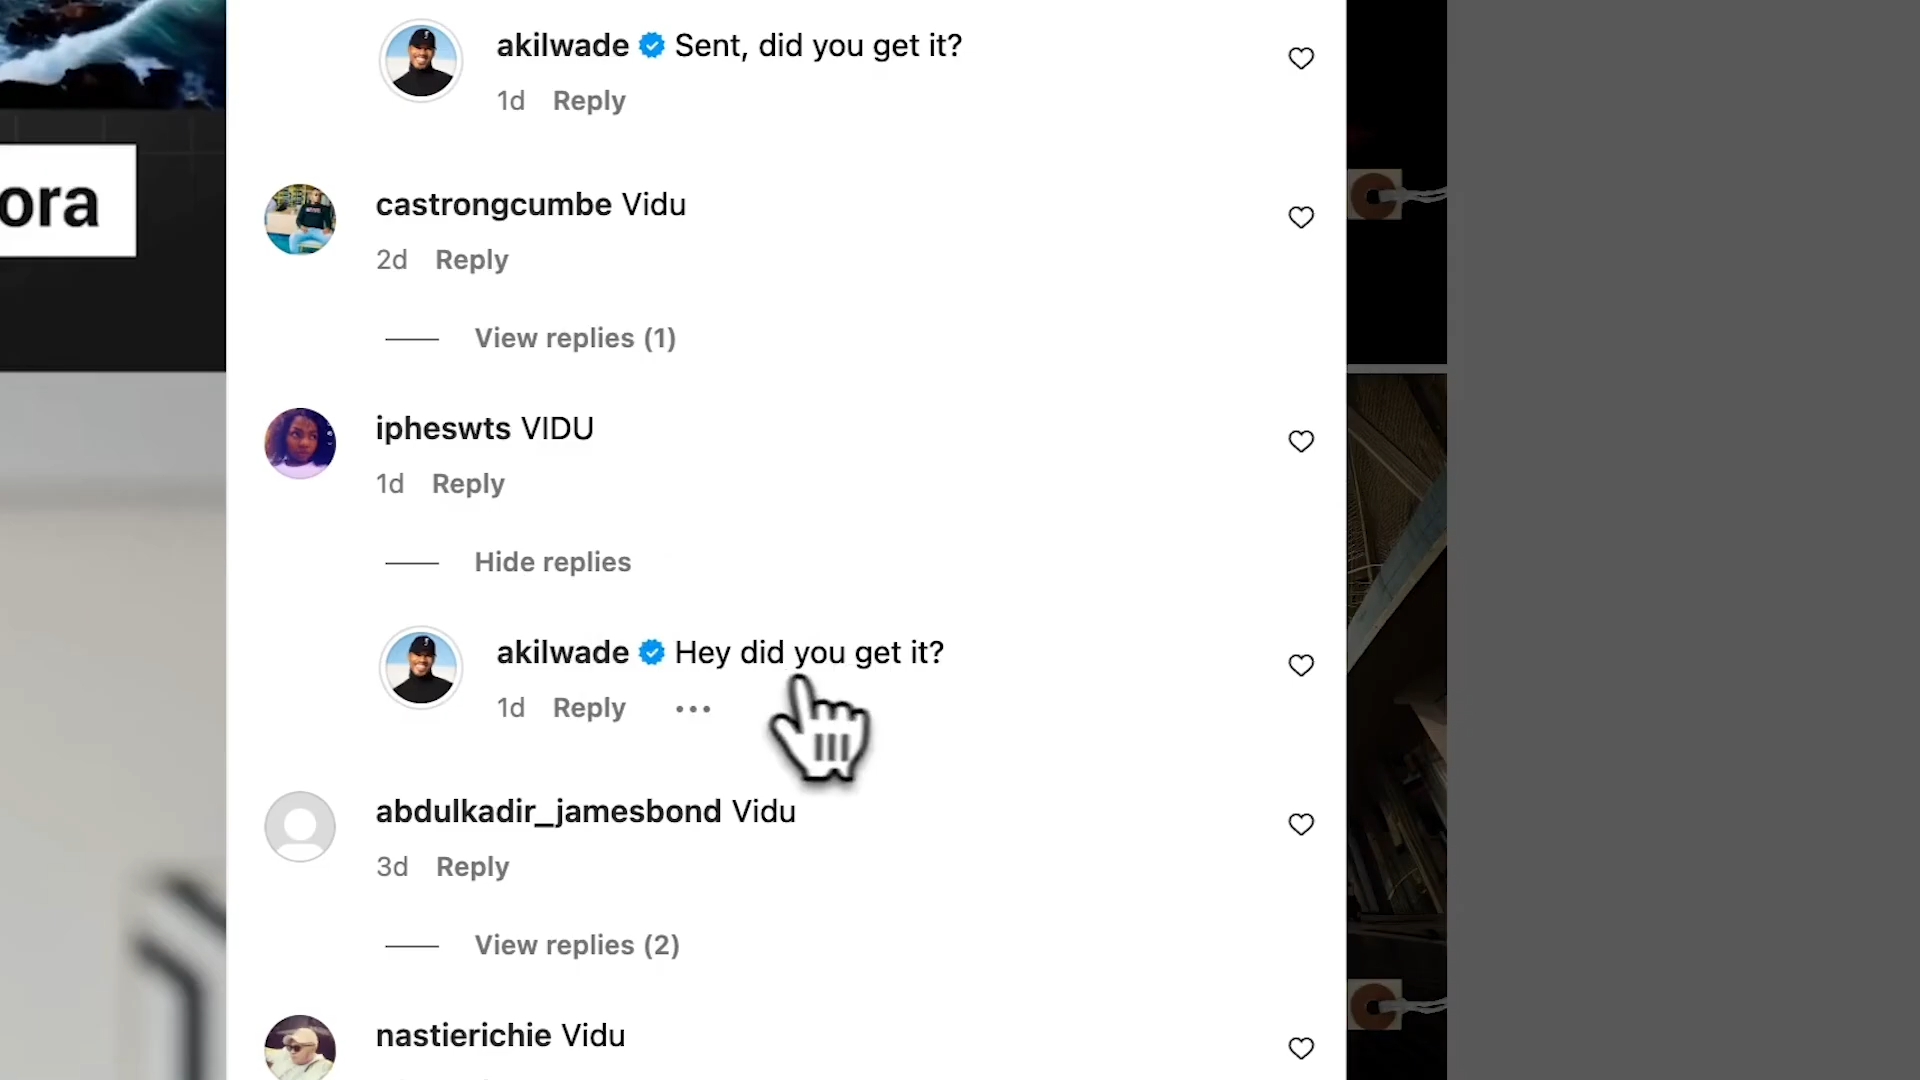 akilwade Sent, did you get it?
1d Reply
ora
castrongcumbe Vidu
2d Reply
View replies (1)
ipheswts VIDU
1d Reply
Hide replies
akilwade Hey did you get it?
1d Reply ...
abdulkadir_jamesbond Vidu
3d Reply
View replies (2)
nastierichie Vidu